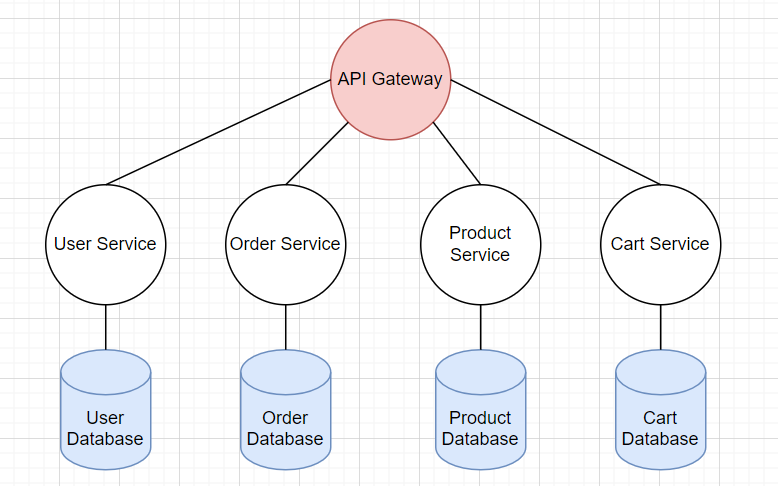 API Gateway
User Service
Order Service
Product
Service
Cart Service
User
Database
Order
Database
Product
Database
Cart
Database